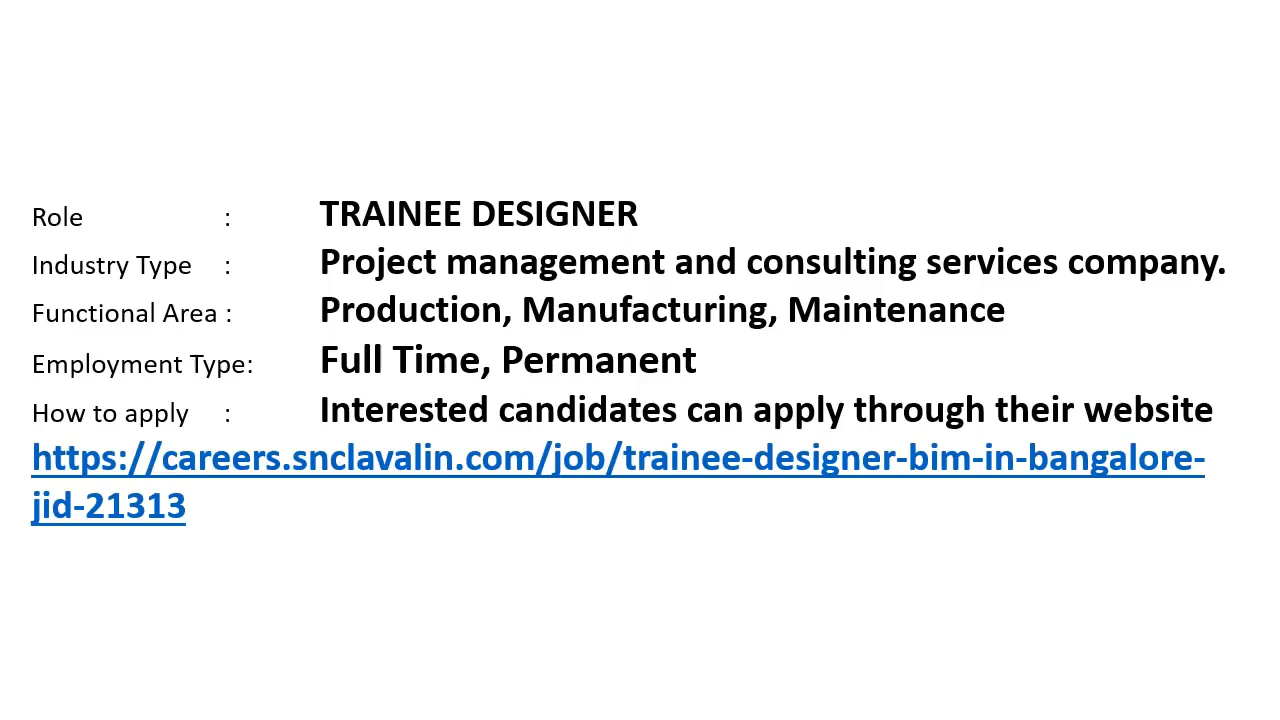 Role : TRAINEE DESIGNER
Industry Type : Project management and consulting services company.
Functional Area : Production, Manufacturing, Maintenance
Employment Type: Full Time, Permanent
How to apply : Interested candidates can apply through their website
https://careers.snclavalin.com/job/trainee-designer-bim-in-bangalore-
jid-21313